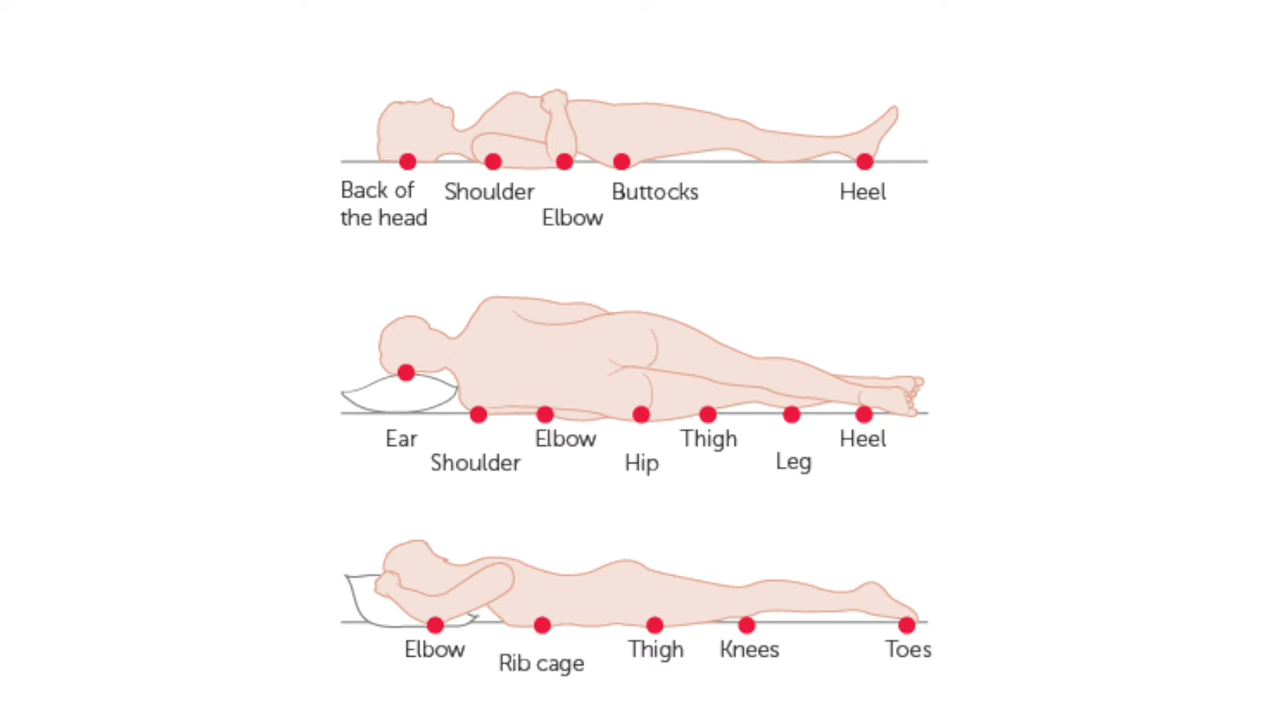 Back of
the head
Shoulder
Elbow
Buttocks
Heel
Ear
Shoulder
Elbow
Hip
Thigh
Leg
Heel
Elbow
Rib cage
Thigh
Knees
Toes